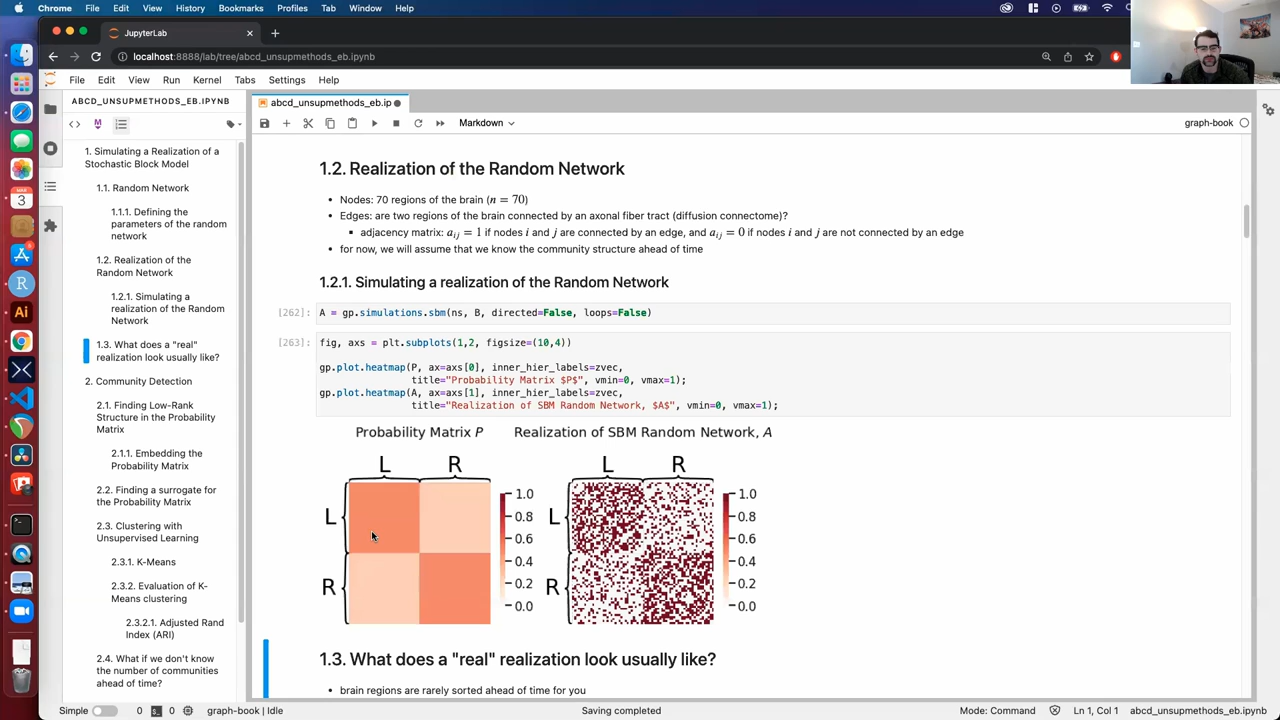 Chrome File Edit View History Bookmarks Profiles Tab Window Help
JupyterLab
localhost:8888/lab/tree/abcd_unsupmethods_eb.ipynb
File Edit View Run Kernel Tabs Settings Help
ABCD_UNSUPMETHODS_EB.IPYNB
1. Simulating a Realization of a
Stochastic Block Model
1.1. Random Network
1.1.1. Defining the
parameters of the random
network
1.2. Realization of the
Random Network
1.2.1. Simulating a
realization of the Random
Network
1.3. What does a "real"
realization look usually like?
2. Community Detection
2.1. Finding Low-Rank
Structure in the Probability
Matrix
2.1.1. Embedding the
Probability Matrix
2.2. Finding a surrogate for
the Probability Matrix
2.3. Clustering with
Unsupervised Learning
2.3.1. K-Means
2.3.2. Evaluation of K-
Means clustering
2.3.2.1. Adjusted Rand
Index (ARI)
2.4. What if we don't know
the number of communities
ahead of time?
abcd_unsupmethods_eb.ip
Markdown
graph-book
1.2. Realization of the Random Network
• Nodes: 70 regions of the brain (n = 70)
• Edges: are two regions of the brain connected by an axonal fiber tract (diffusion connectome)?
▪ adjacency matrix: a_ij = 1 if nodes i and j are connected by an edge, and a_ij = 0 if nodes i and j are not connected by an edge
• for now, we will assume that we know the community structure ahead of time
1.2.1. Simulating a realization of the Random Network
[262]: A = gp.simulations.sbm(ns, B, directed=False, loops=False)
[263]: fig, axs = plt.subplots(1,2, figsize=(10,4))
gp.plot.heatmap(P, ax=axs[0], inner_hier_labels=zvec,
title="Probability Matrix $P$", vmin=0, vmax=1);
gp.plot.heatmap(A, ax=axs[1], inner_hier_labels=zvec,
title="Realization of SBM Random Network, $A$", vmin=0, vmax=1);
Probability Matrix P
L R
L
R
1.0
0.8
0.6
0.4
0.2
0.0
Realization of SBM Random Network, A
L R
L
R
1.0
0.8
0.6
0.4
0.2
0.0
1.3. What does a "real" realization look usually like?
• brain regions are rarely sorted ahead of time for you
Simple 0 0 graph-book | Idle Saving completed Mode: Command Ln 1, Col 1 abcd_unsupmethods_eb.ipynb